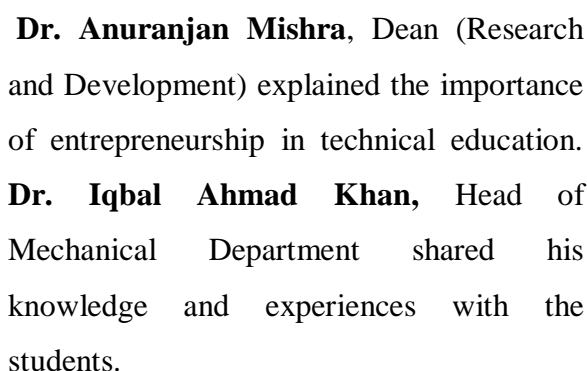 Dr. Anuranjan Mishra, Dean (Research
and Development) explained the importance
of entrepreneurship in technical education.
Dr. Iqbal Ahmad Khan, Head of
Mechanical Department shared his
knowledge and experiences with the
students.